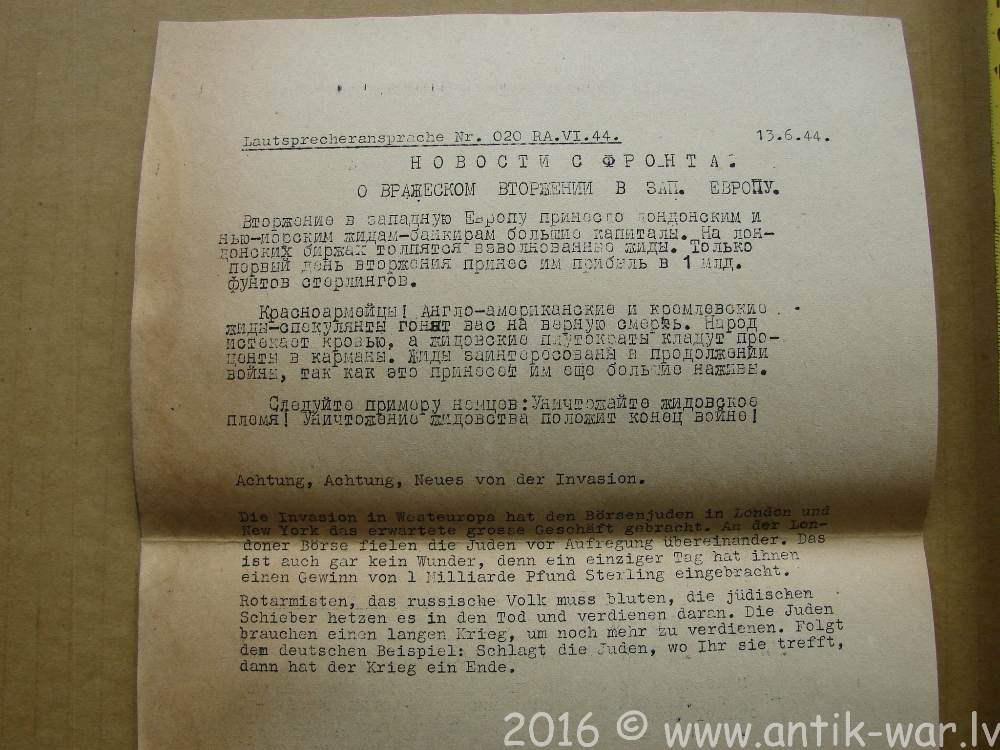 Lautsprecheransprache Nr. 020 RA.VI.44. 13.6.44.
НОВОСТИ С ФРОНТА.
О ВРАЖЕСКОМ ВТОРЖЕНИИ В ЗАП. ЕВРОПУ.
Вторжение в западную Европу принесло лондонским и
нью-иорским жидам-банкирам большие капиталы. На лон-
донских биржах толпятся взволнованные жиды. Только
первый день вторжения принес им прибыль в 1 млд.
фунтов стерлингов.
Красноармейцы! Англо-американские и кремлевские
жиды-спекулянты гонят вас на верную смерть. Народ
истекает кровью, а жидовские плутократы кладут про-
центы в карманы. Жиды заинтересованы в продолжении
войны, так как это принесет им еще большие наживы.
Следуйте примеру немцев:Уничтожайте жидовское
племя! Уничтожение жидовства положит конец войне!
Achtung, Achtung, Neues von der Invasion.
Die Invasion in Westeuropa hat den Börsenjuden in London und
New York das erwartete grosse Geschäft gebracht. An der Lon-
doner Börse fielen die Juden vor Aufregung übereinander. Das
ist auch gar kein Wunder, denn ein einziger Tag hat ihnen
einen Gewinn von 1 Milliarde Pfund Sterling eingebracht.
Rotarmisten, das russische Volk muss bluten, die jüdischen
Schieber hetzen es in den Tod und verdienen daran. Die Juden
brauchen einen langen Krieg, um noch mehr zu verdienen. Folgt
dem deutschen Beispiel: Schlagt die Juden, wo Ihr sie trefft,
dann hat der Krieg ein Ende.
2016 © www.antik-war.lv